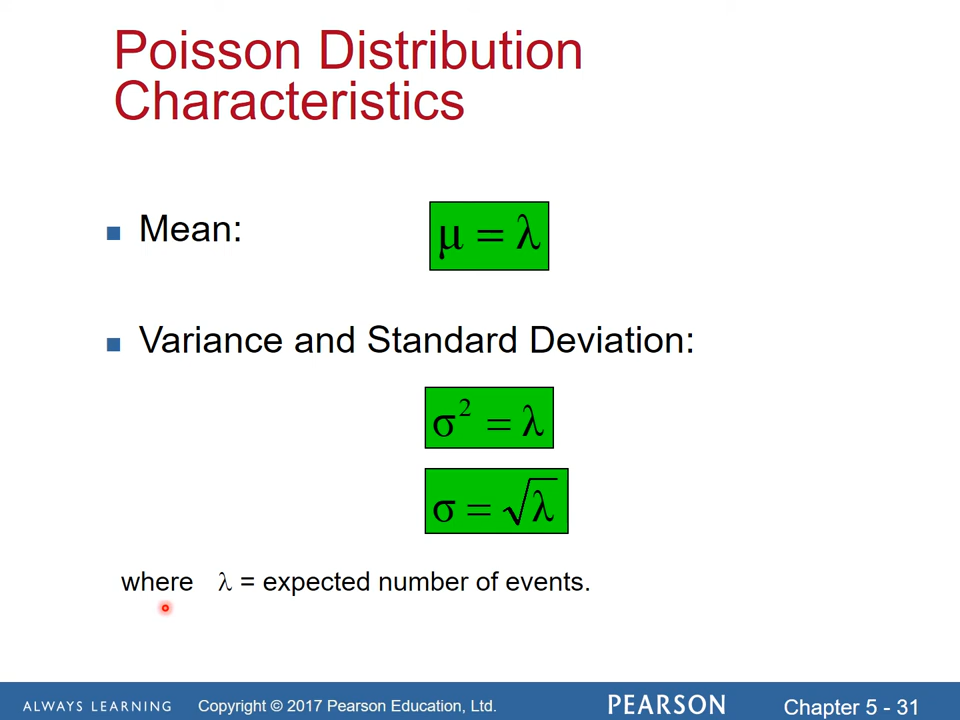 Poisson Distribution
Characteristics
Mean:
μ = λ
Variance and Standard Deviation:
σ² = λ
σ = √λ
where λ = expected number of events.
ALWAYS LEARNING Copyright © 2017 Pearson Education, Ltd. PEARSON Chapter 5 - 31